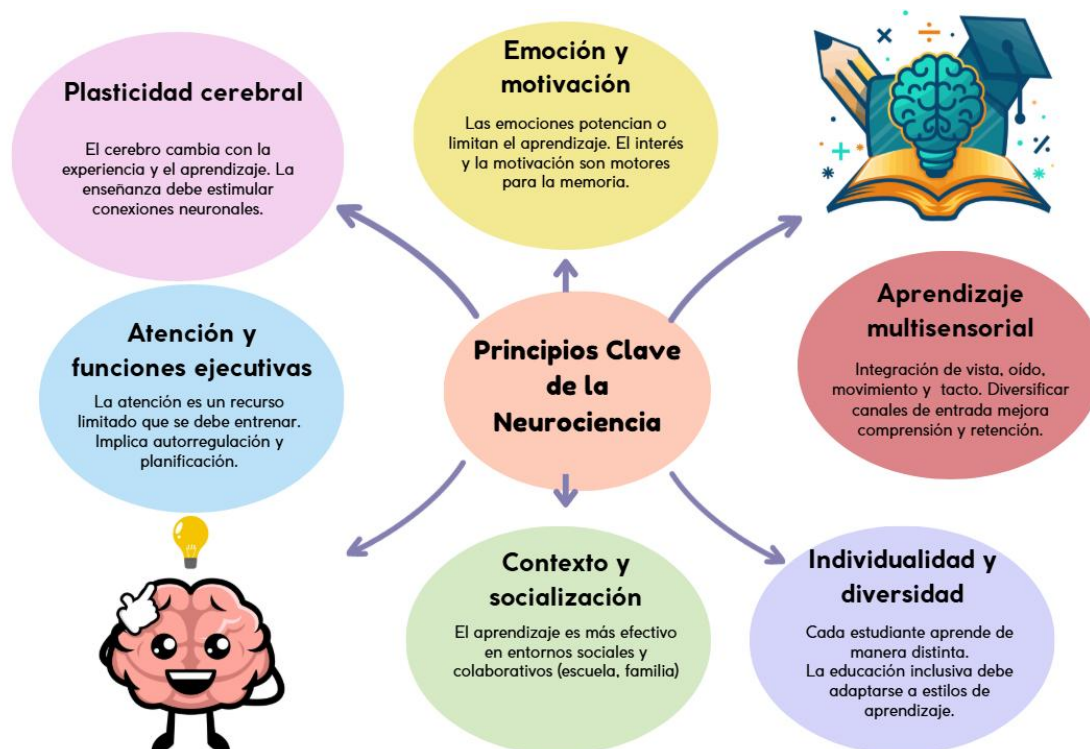 Plasticidad cerebral
El cerebro cambia con la
experiencia y el aprendizaje. La
enseñanza debe estimular
conexiones neuronales.
Emoción y
motivación
Las emociones potencian o
limitan el aprendizaje. El interés
y la motivación son motores
para la memoria.
Atención y
funciones ejecutivas
La atención es un recurso
limitado que se debe entrenar.
Implica autorregulación y
planificación.
Principios Clave
de la
Neurociencia
Aprendizaje
multisensorial
Integración de vista, oído,
movimiento y tacto. Diversificar
canales de entrada mejora
comprensión y retención.
Contexto y
socialización
El aprendizaje es más efectivo
en entornos sociales y
colaborativos (escuela, familia)
Individualidad y
diversidad
Cada estudiante aprende de
manera distinta.
La educación inclusiva debe
adaptarse a estilos de
aprendizaje.